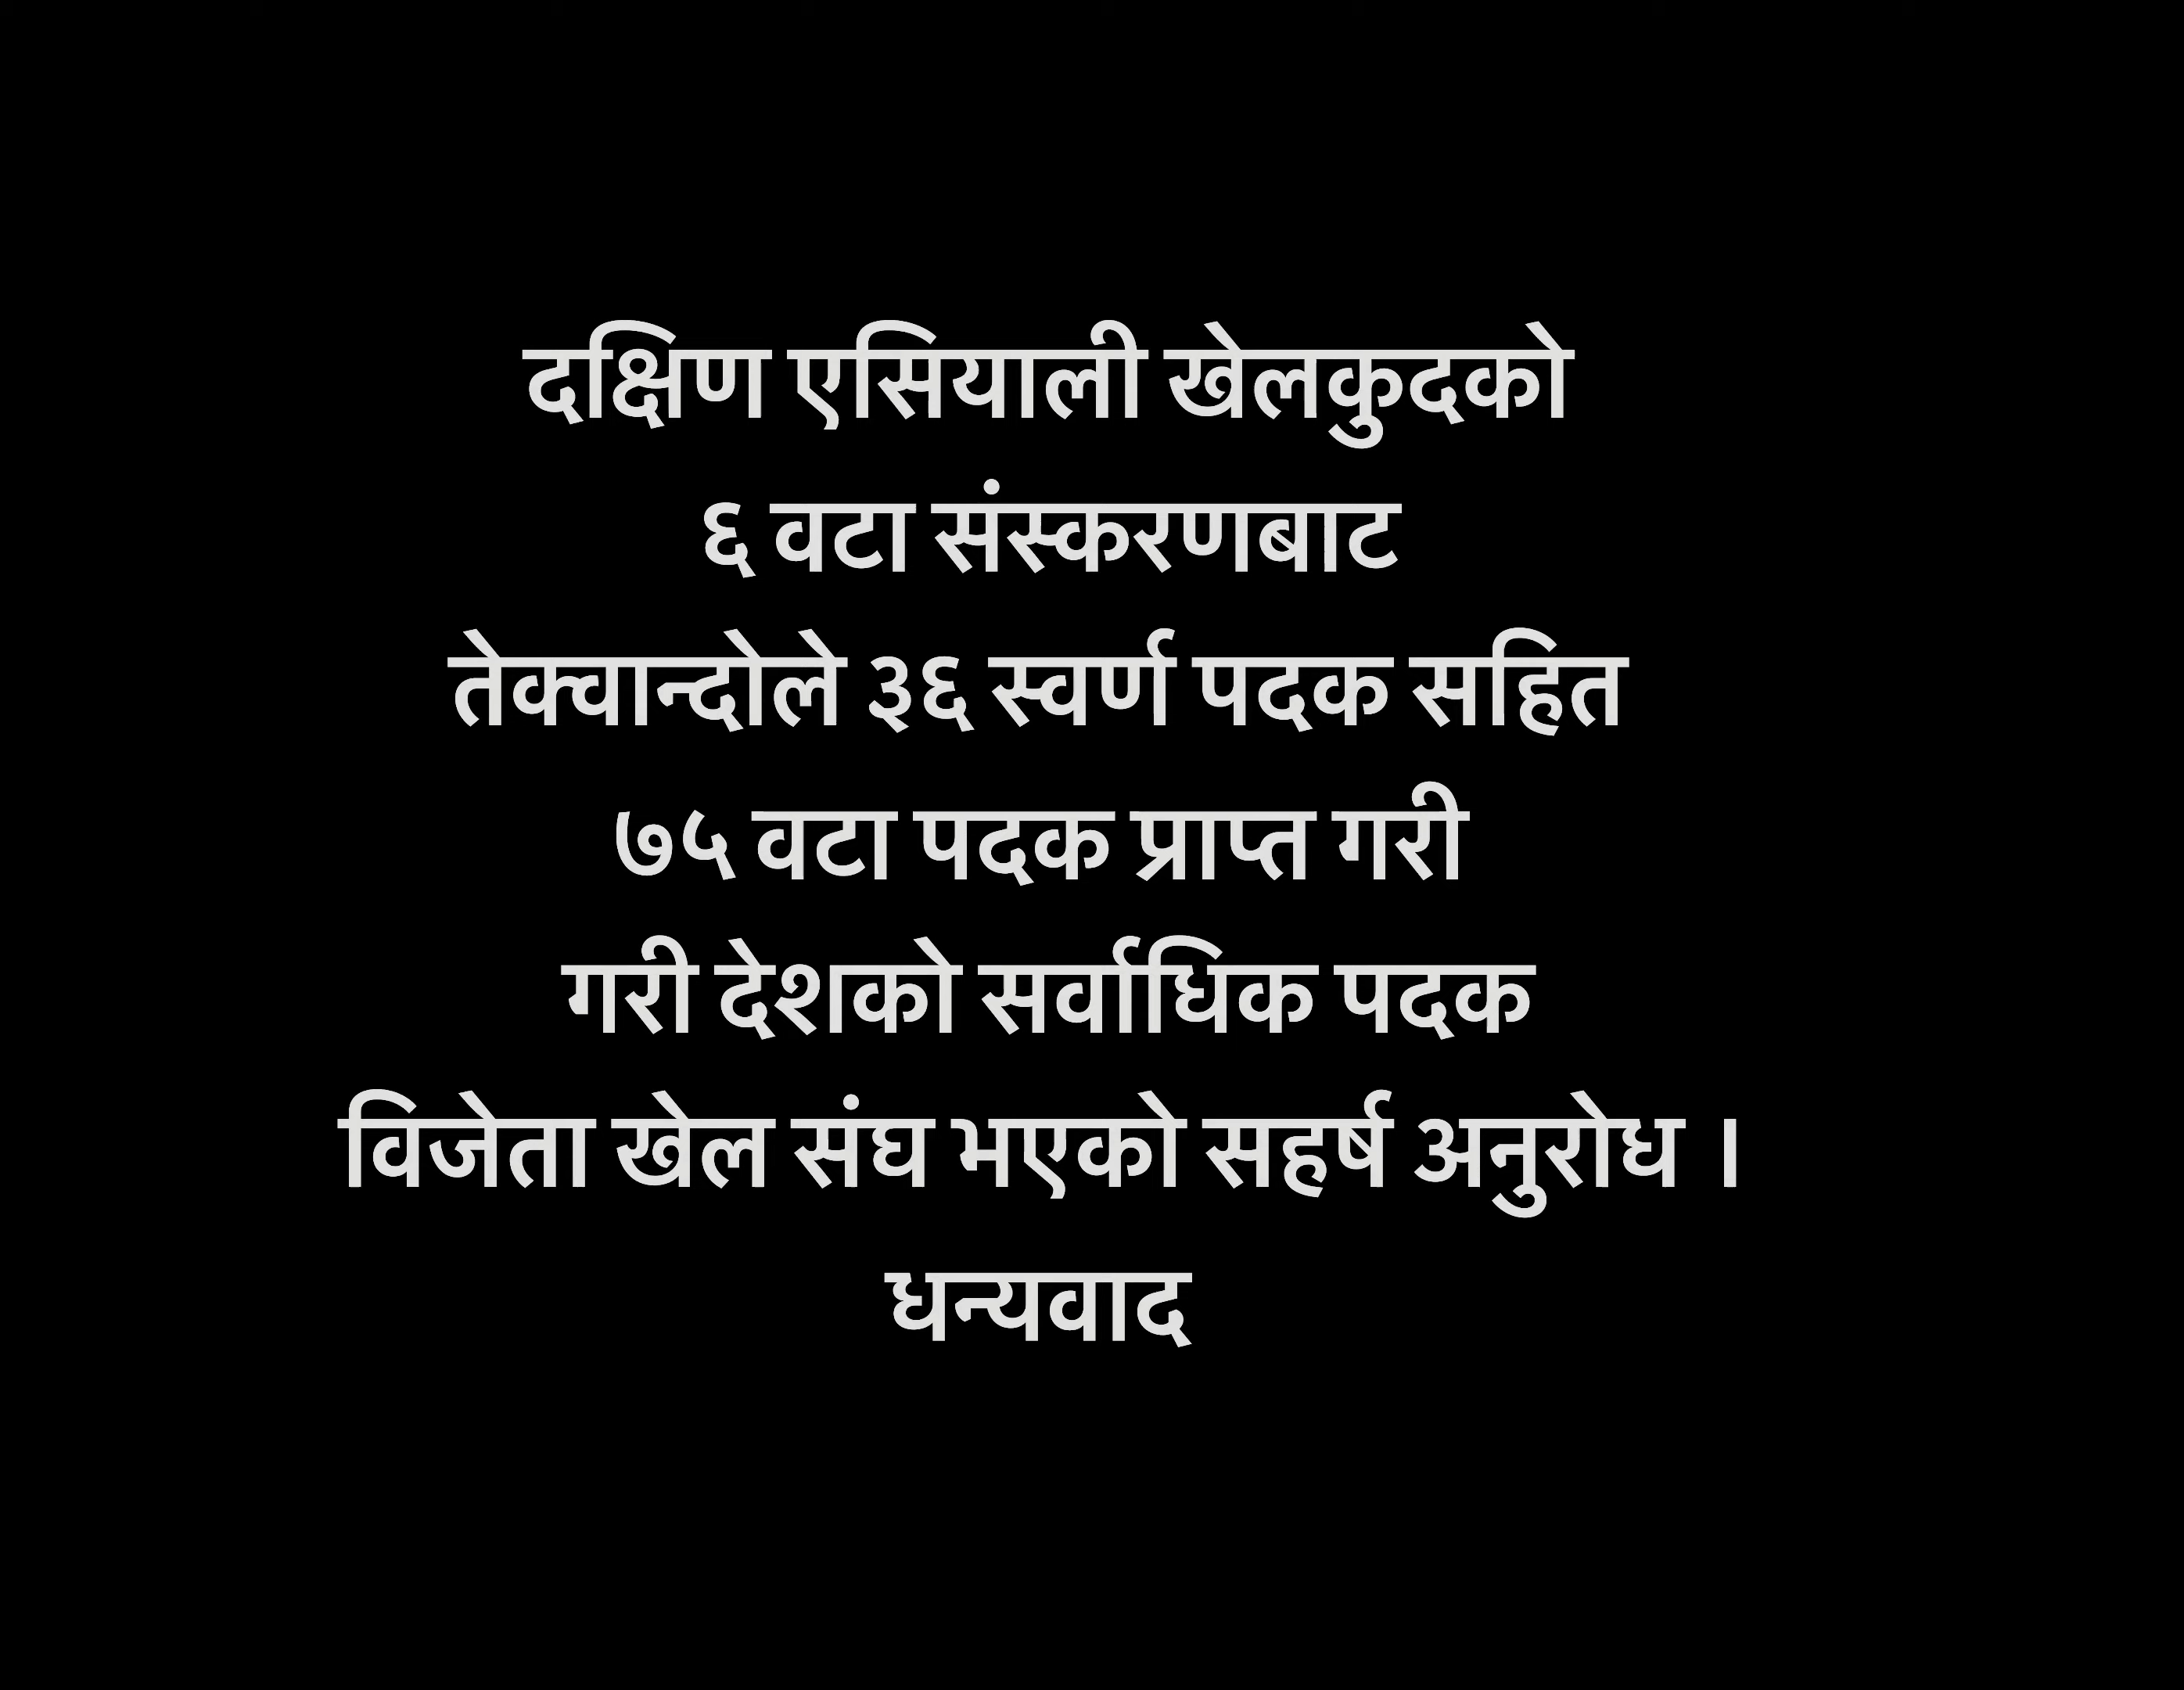 दक्षिण एसियाली खेलकुदको
६ वटा संस्करणबाट
तेक्वान्दोले ३६ स्वर्ण पदक सहित
७५ वटा पदक प्राप्त गरी
गरी देशको सर्वाधिक पदक
विजेता खेल संघ भएको सहर्ष अनुरोध ।
धन्यवाद